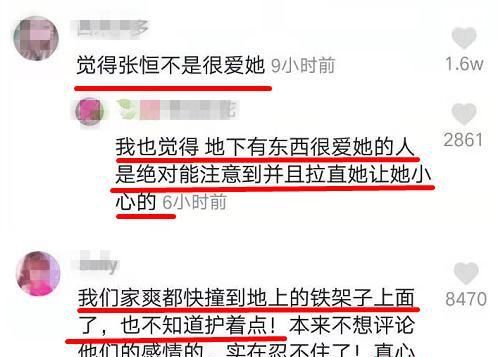 觉得张恒不是很爱她 9小时前
1.6w
我也觉得 地下有东西很爱她的人
是绝对能注意到并且拉直她让她小
心的 6小时前
2861
我们家爽都快撞到地上的铁架子上面
了，也不知道护着点！本来不想评论
他们的感情的，实在忍不住了！真心
8470